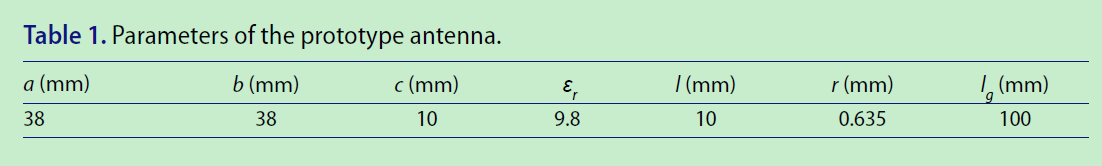 Table 1. Parameters of the prototype antenna.
a (mm) b (mm) c (mm) εr l (mm) r (mm) lg (mm)
38 38 10 9.8 10 0.635 100